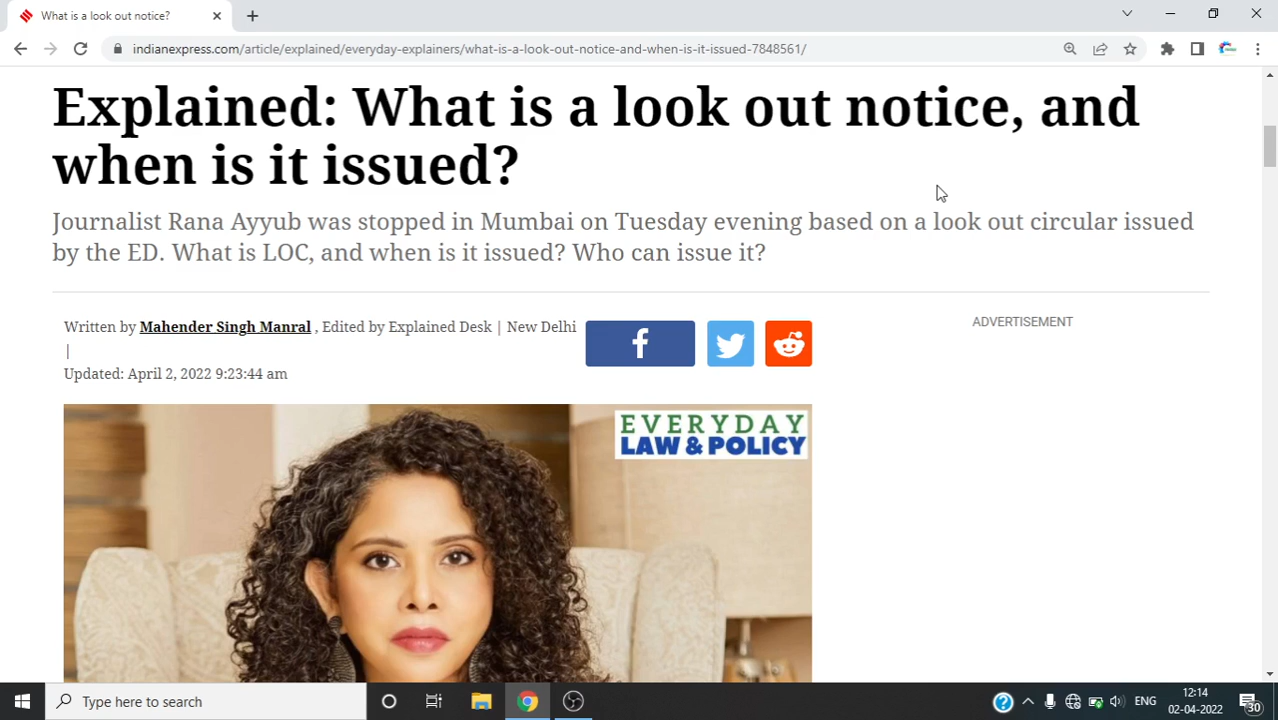 What is a look out notice?
indianexpress.com/article/explained/everyday-explainers/what-is-a-look-out-notice-and-when-is-it-issued-7848561/
Explained: What is a look out notice, and
when is it issued?
Journalist Rana Ayyub was stopped in Mumbai on Tuesday evening based on a look out circular issued
by the ED. What is LOC, and when is it issued? Who can issue it?
Written by Mahender Singh Manral , Edited by Explained Desk | New Delhi
|
Updated: April 2, 2022 9:23:44 am
ADVERTISEMENT
EVERYDAY
LAW & POLICY
Type here to search
ENG
12:14
02-04-2022
30